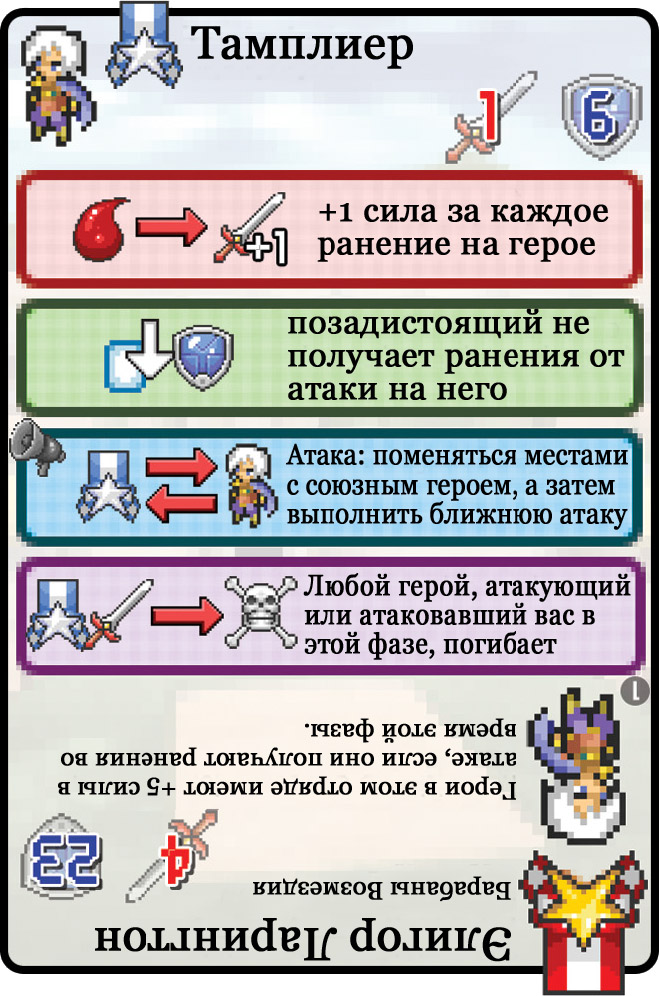 Тамплиер
1
6
+1 сила за каждое
ранение на герое
+1
позадистоящий не
получает ранения от
атаки на него
Атака: поменяться местами
с союзным героем, а затем
выполнить ближнюю атаку
Любой герой, атакующий
или атаковавший вас в
этой фазе, погибает
Элигор Ларингтон
Барабаны Возмездия
4
23
Герои в этом отряде имеют +5 силы в
атаке, если они получают ранения во
время этой фазы.
1